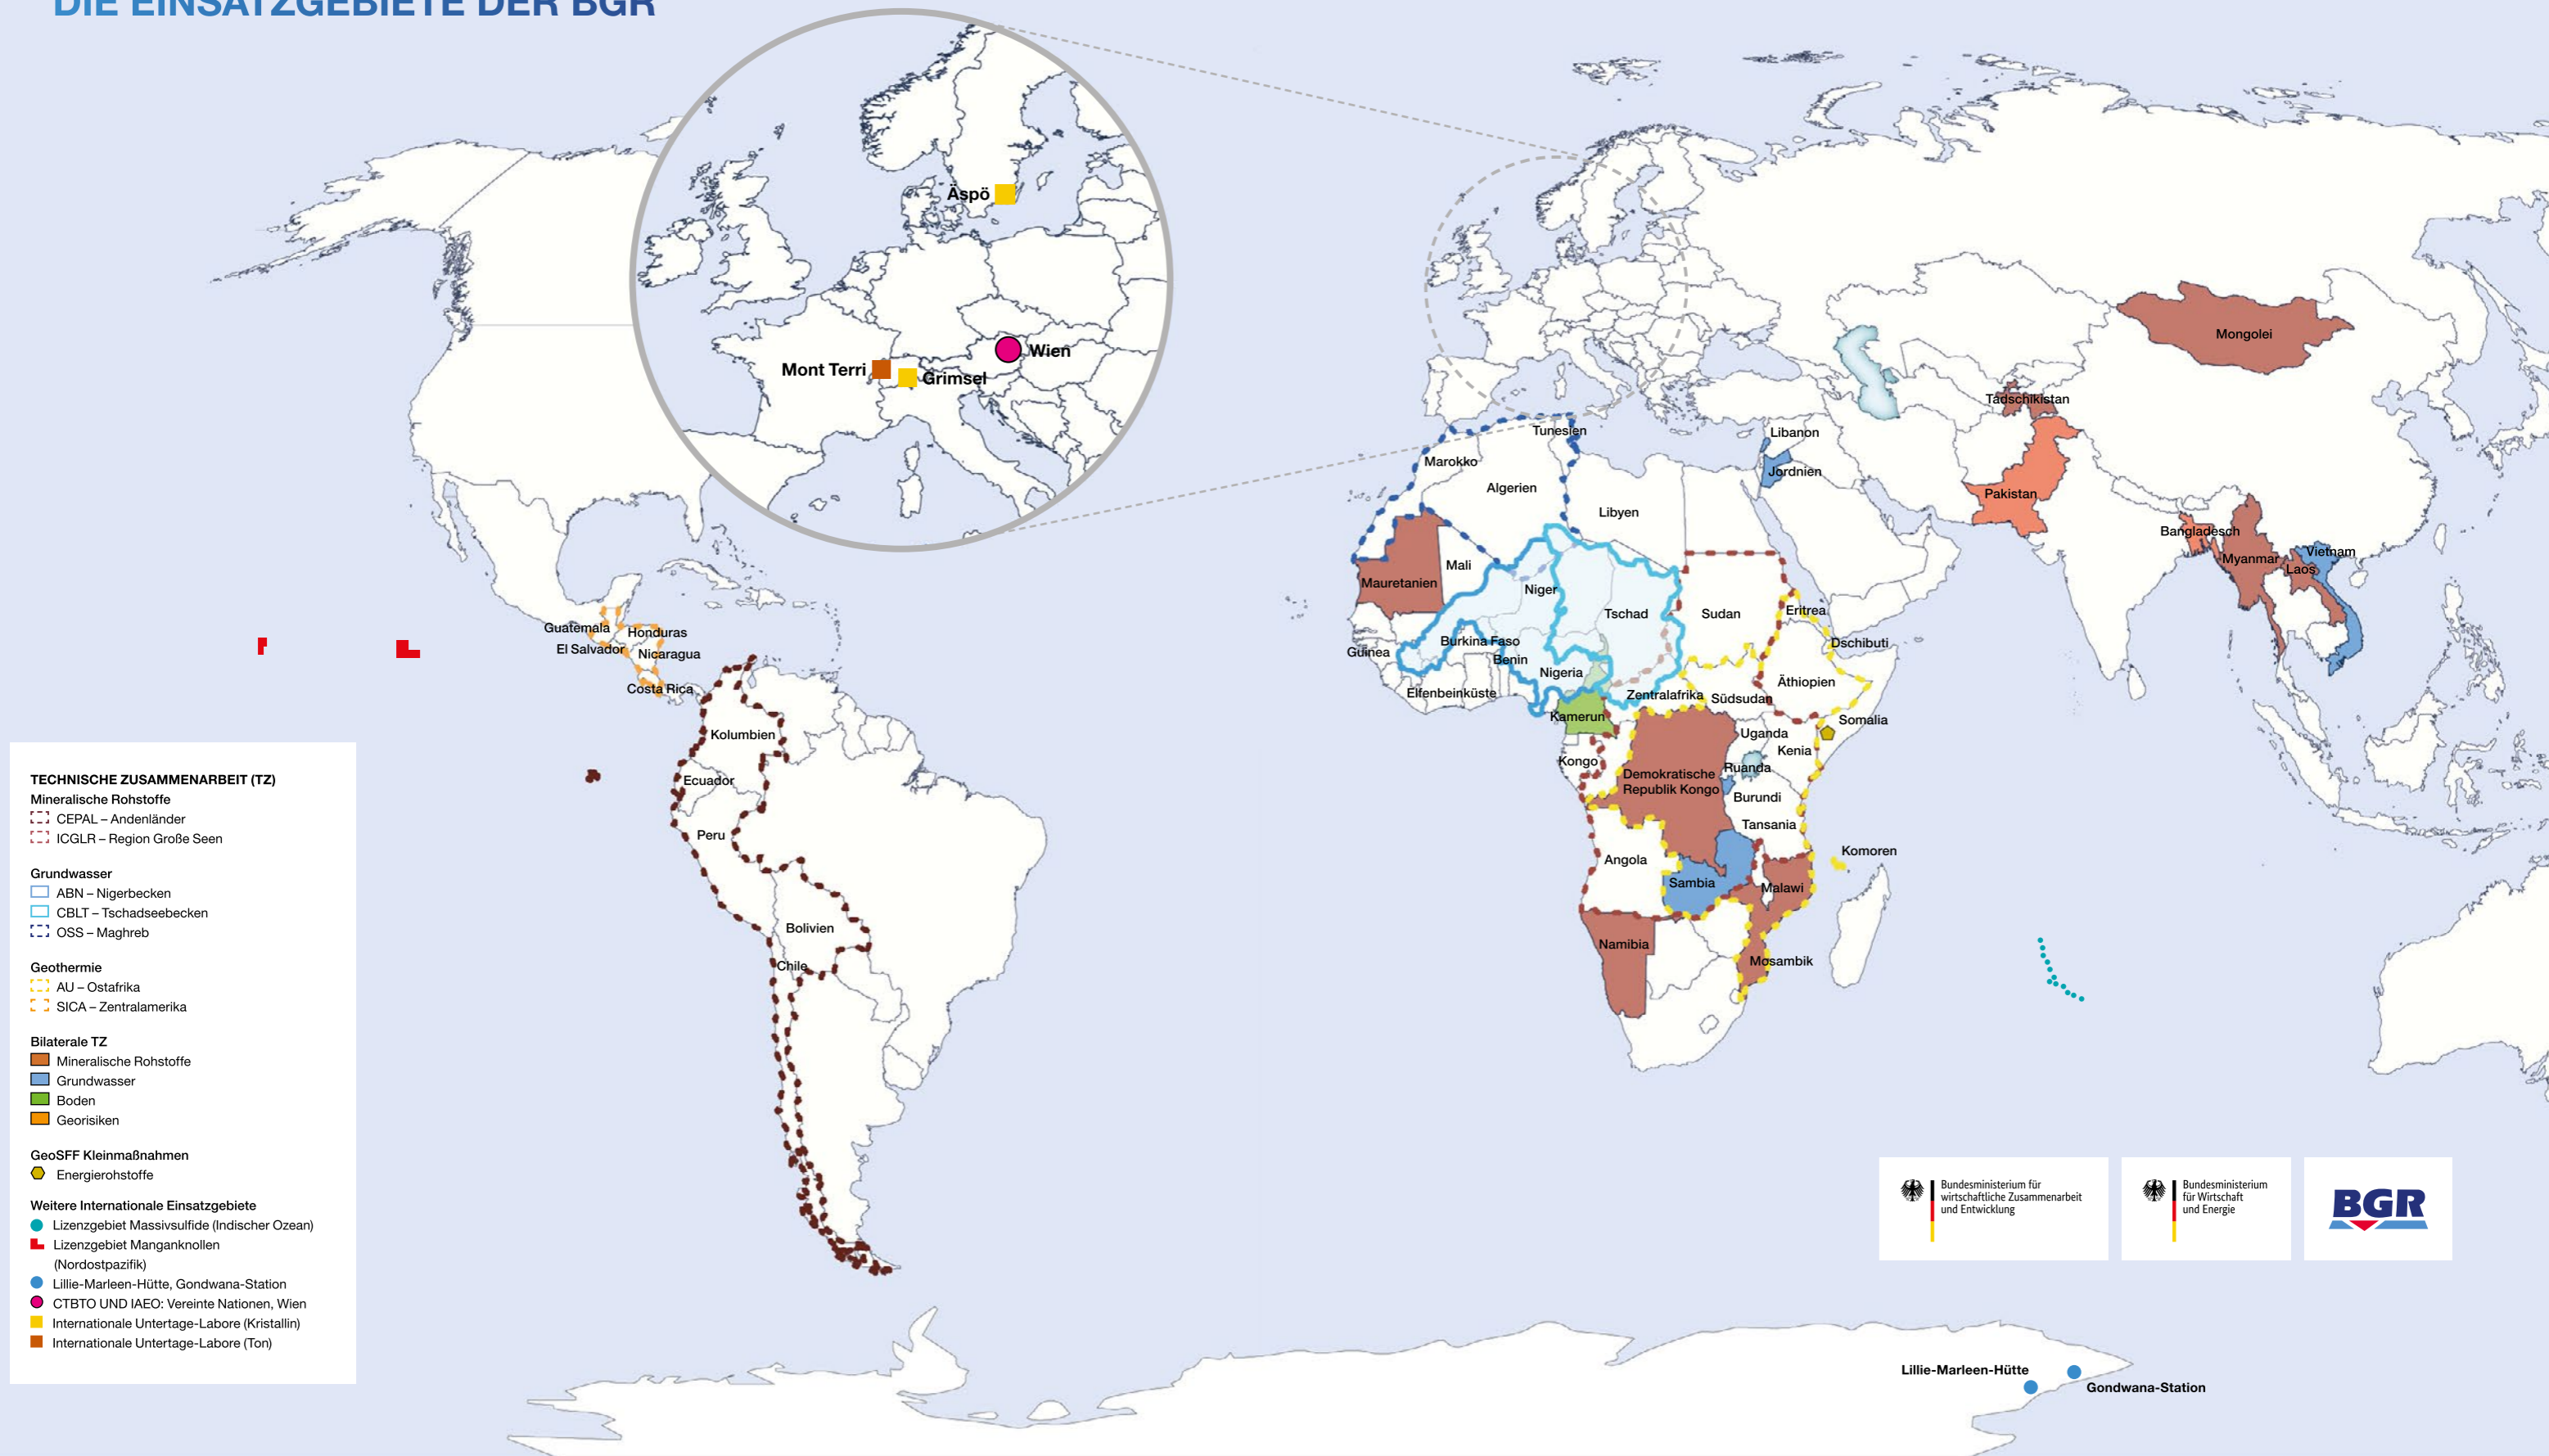 DIE EINSATZGEBIETE DER BGR
Äspö
Wien
Mont Terri
Grimsel
Mongolei
Tadschikistan
Pakistan
Bangladesch
Myanmar
Laos
Vietnam
Libanon
Jordnien
Tunesien
Marokko
Algerien
Libyen
Mauretanien
Mali
Niger
Tschad
Sudan
Eritrea
Dschibuti
Guinea
Burkina Faso
Benin
Nigeria
Elfenbeinküste
Zentralafrika
Südsudan
Äthiopien
Somalia
Kamerun
Uganda
Kenia
Kongo
Ruanda
Demokratische
Republik Kongo
Burundi
Tansania
Angola
Komoren
Sambia
Malawi
Namibia
Mosambik
Guatemala
Honduras
El Salvador
Nicaragua
Costa Rica
Kolumbien
Ecuador
Peru
Bolivien
Chile
TECHNISCHE ZUSAMMENARBEIT (TZ)
Mineralische Rohstoffe
CEPAL – Andenländer
ICGLR – Region Große Seen
Grundwasser
ABN – Nigerbecken
CBLT – Tschadseebecken
OSS – Maghreb
Geothermie
AU – Ostafrika
SICA – Zentralamerika
Bilaterale TZ
Mineralische Rohstoffe
Grundwasser
Boden
Georisiken
GeoSFF Kleinmaßnahmen
Energierohstoffe
Weitere Internationale Einsatzgebiete
Lizenzgebiet Massivsulfide (Indischer Ozean)
Lizenzgebiet Manganknollen
(Nordostpazifik)
Lillie-Marleen-Hütte, Gondwana-Station
CTBTO UND IAEO: Vereinte Nationen, Wien
Internationale Untertage-Labore (Kristallin)
Internationale Untertage-Labore (Ton)
Bundesministerium für
wirtschaftliche Zusammenarbeit
und Entwicklung
Bundesministerium
für Wirtschaft
und Energie
BGR
Lillie-Marleen-Hütte
Gondwana-Station